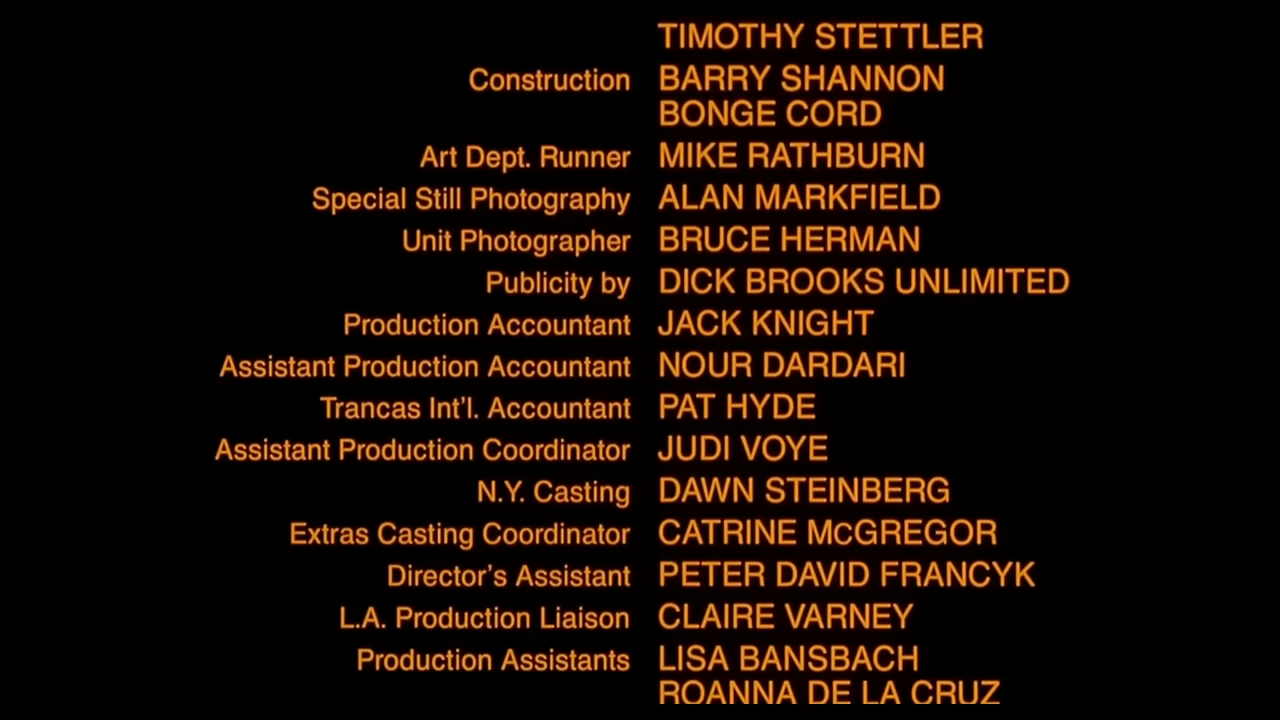 TIMOTHY STETTLER
Construction BARRY SHANNON
BONGE CORD
Art Dept. Runner MIKE RATHBURN
Special Still Photography ALAN MARKFIELD
Unit Photographer BRUCE HERMAN
Publicity by DICK BROOKS UNLIMITED
Production Accountant JACK KNIGHT
Assistant Production Accountant NOUR DARDARI
Trancas Int'l. Accountant PAT HYDE
Assistant Production Coordinator JUDI VOYE
N.Y. Casting DAWN STEINBERG
Extras Casting Coordinator CATRINE McGREGOR
Director's Assistant PETER DAVID FRANCYK
L.A. Production Liaison CLAIRE VARNEY
Production Assistants LISA BANSBACH
ROANNA DE LA CRUZ